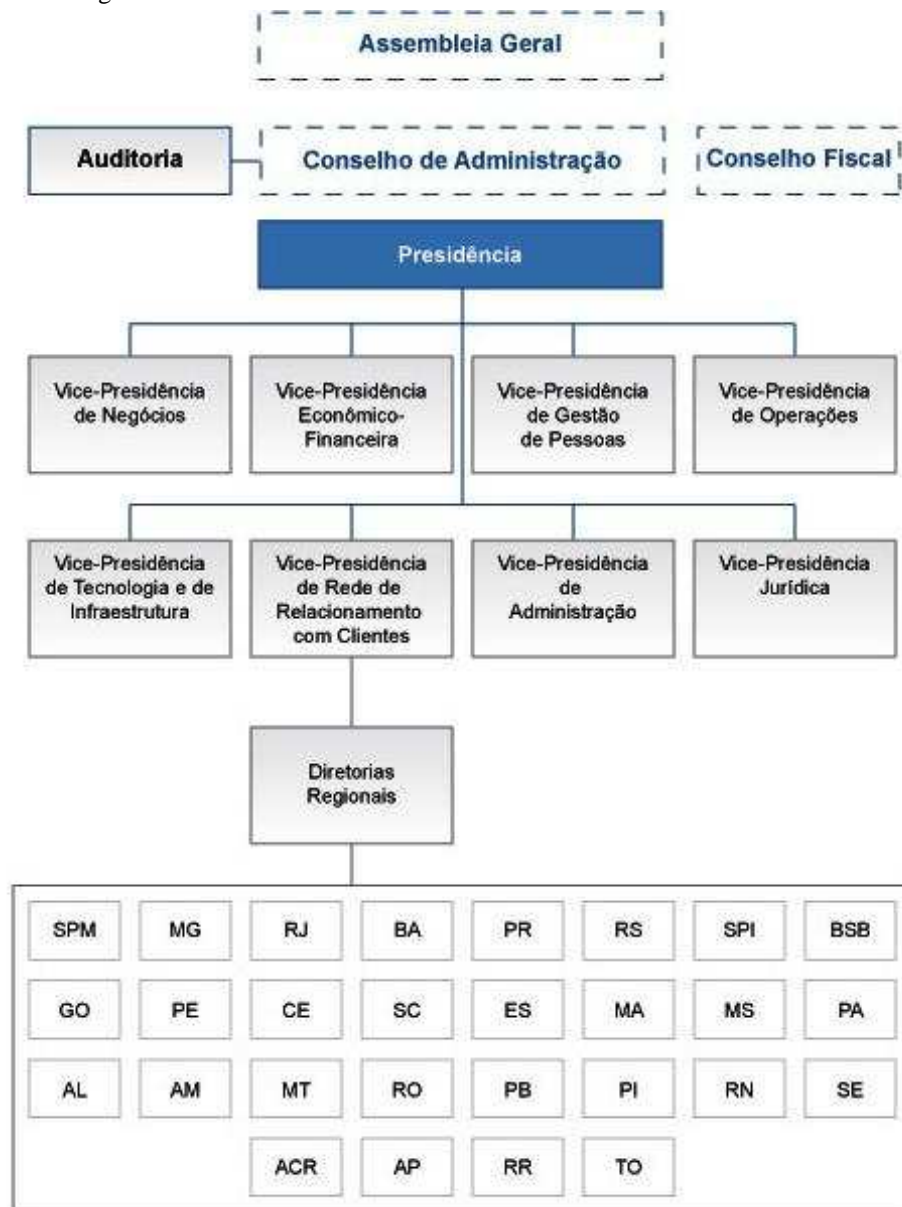 Assembleia Geral
Auditoria
Conselho de Administração
Conselho Fiscal
Presidência
Vice-Presidência
de Negócios
Vice-Presidência
Econômico-
Financeira
Vice-Presidência
de Gestão
de Pessoas
Vice-Presidência
de Operações
Vice-Presidência
de Tecnologia e de
Infraestrutura
Vice-Presidência
de Rede de
Relacionamento
com Clientes
Vice-Presidência
de
Administração
Vice-Presidência
Jurídica
Diretorias
Regionais
SPM MG RJ BA PR RS SPI BSB
GO PE CE SC ES MA MS PA
AL AM MT RO PB PI RN SE
ACR AP RR TO